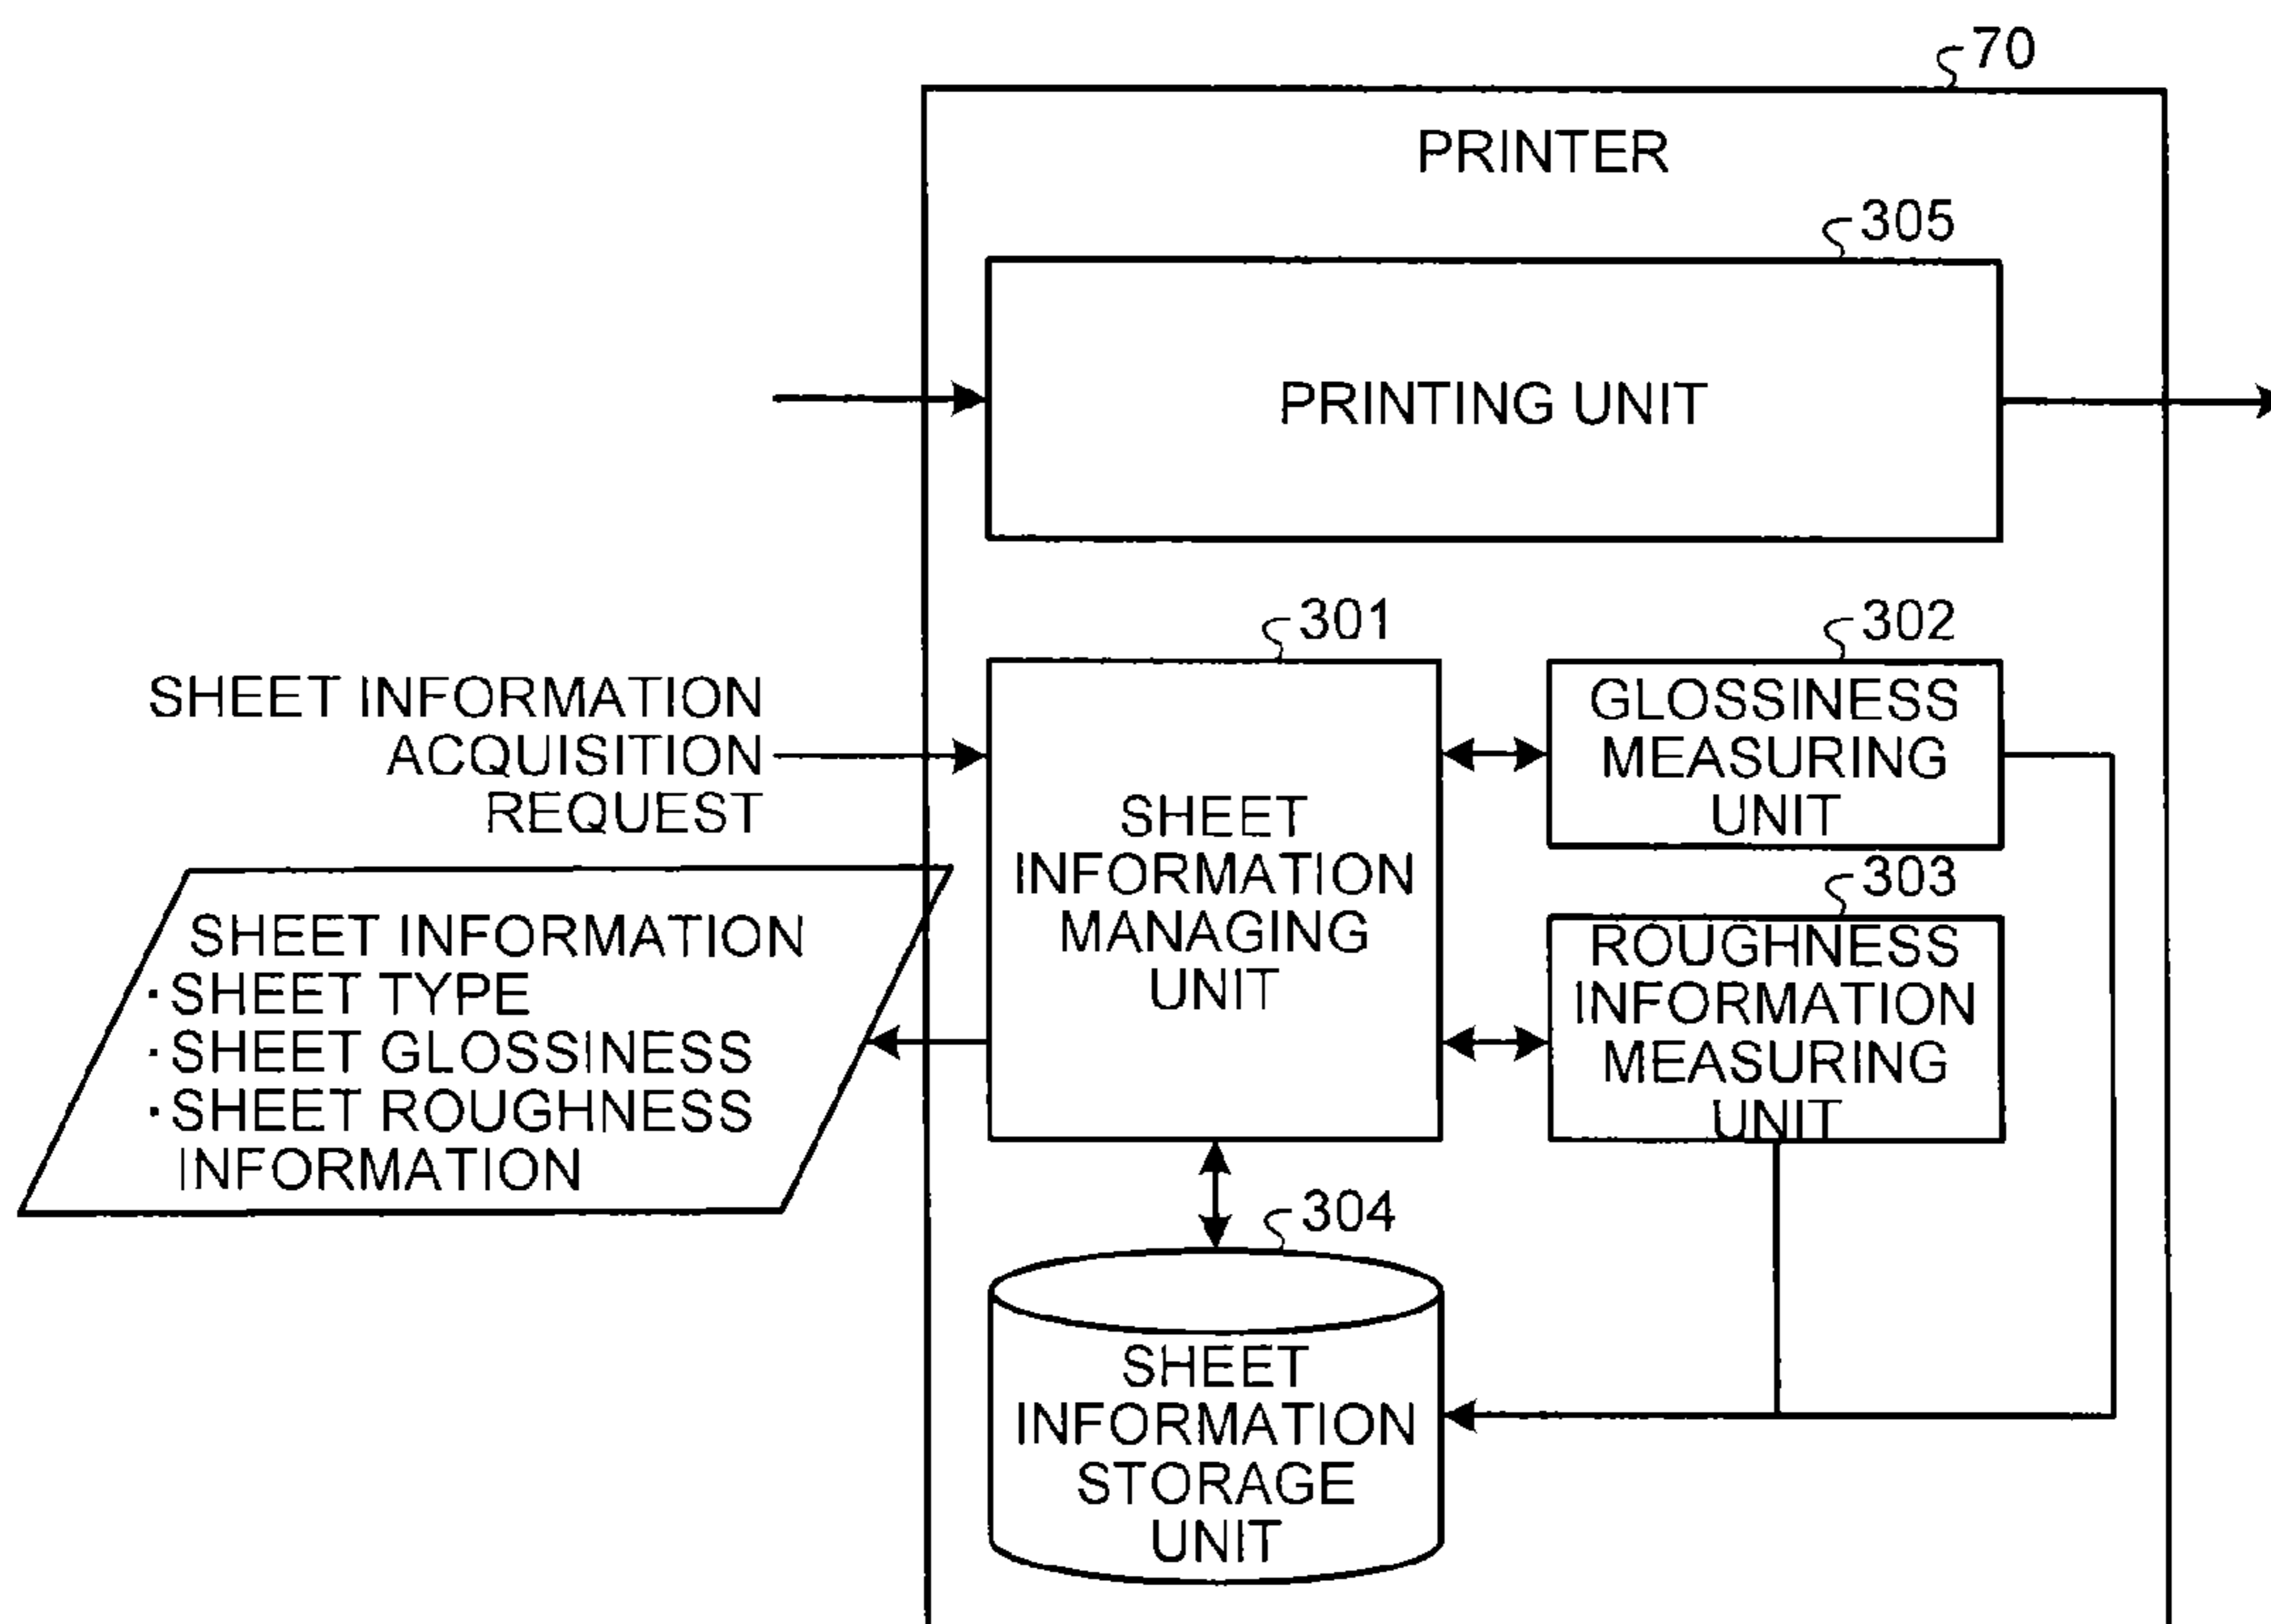 70
PRINTER
305
PRINTING UNIT
301
302
SHEET INFORMATION
ACQUISITION
REQUEST
SHEET
INFORMATION
MANAGING
UNIT
GLOSSINESS
MEASURING
UNIT
303
ROUGHNESS
INFORMATION
MEASURING
UNIT
SHEET INFORMATION
·SHEET TYPE
·SHEET GLOSSINESS
·SHEET ROUGHNESS
INFORMATION
304
SHEET
INFORMATION
STORAGE
UNIT